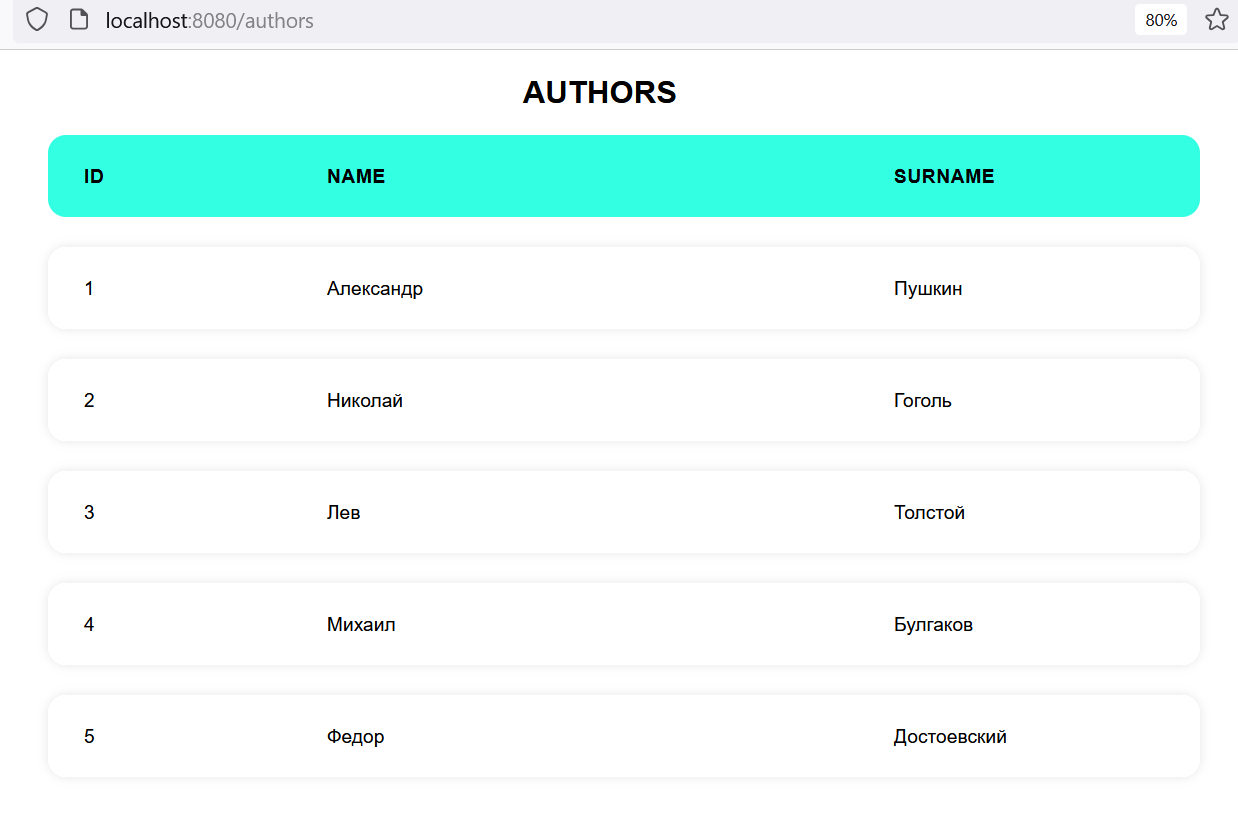 localhost:8080/authors 80%
AUTHORS
ID NAME SURNAME
1 Александр Пушкин
2 Николай Гоголь
3 Лев Толстой
4 Михаил Булгаков
5 Федор Достоевский